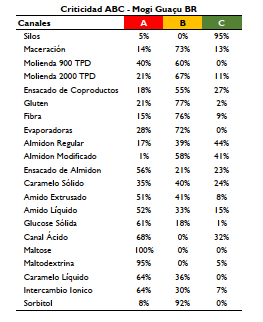 Criticidad ABC - Mogi Guaçu BR
Canales A B C
Silos 5% 0% 95%
Maceración 14% 73% 13%
Molienda 900 TPD 40% 60% 0%
Molienda 2000 TPD 21% 67% 11%
Ensacado de Coproductos 18% 55% 27%
Gluten 21% 77% 2%
Fibra 15% 76% 9%
Evaporadoras 28% 72% 0%
Almidon Regular 17% 39% 44%
Almidon Modificado 1% 58% 41%
Ensacado de Almidon 56% 21% 23%
Caramelo Sólido 35% 40% 24%
Amido Extrusado 51% 41% 8%
Amido Líquido 52% 33% 15%
Glucose Sólida 61% 18% 1%
Canal Ácido 68% 0% 32%
Maltose 100% 0% 0%
Maltodextrina 95% 0% 5%
Caramelo Líquido 64% 36% 0%
Intercambio Ionico 64% 30% 7%
Sorbitol 8% 92% 0%